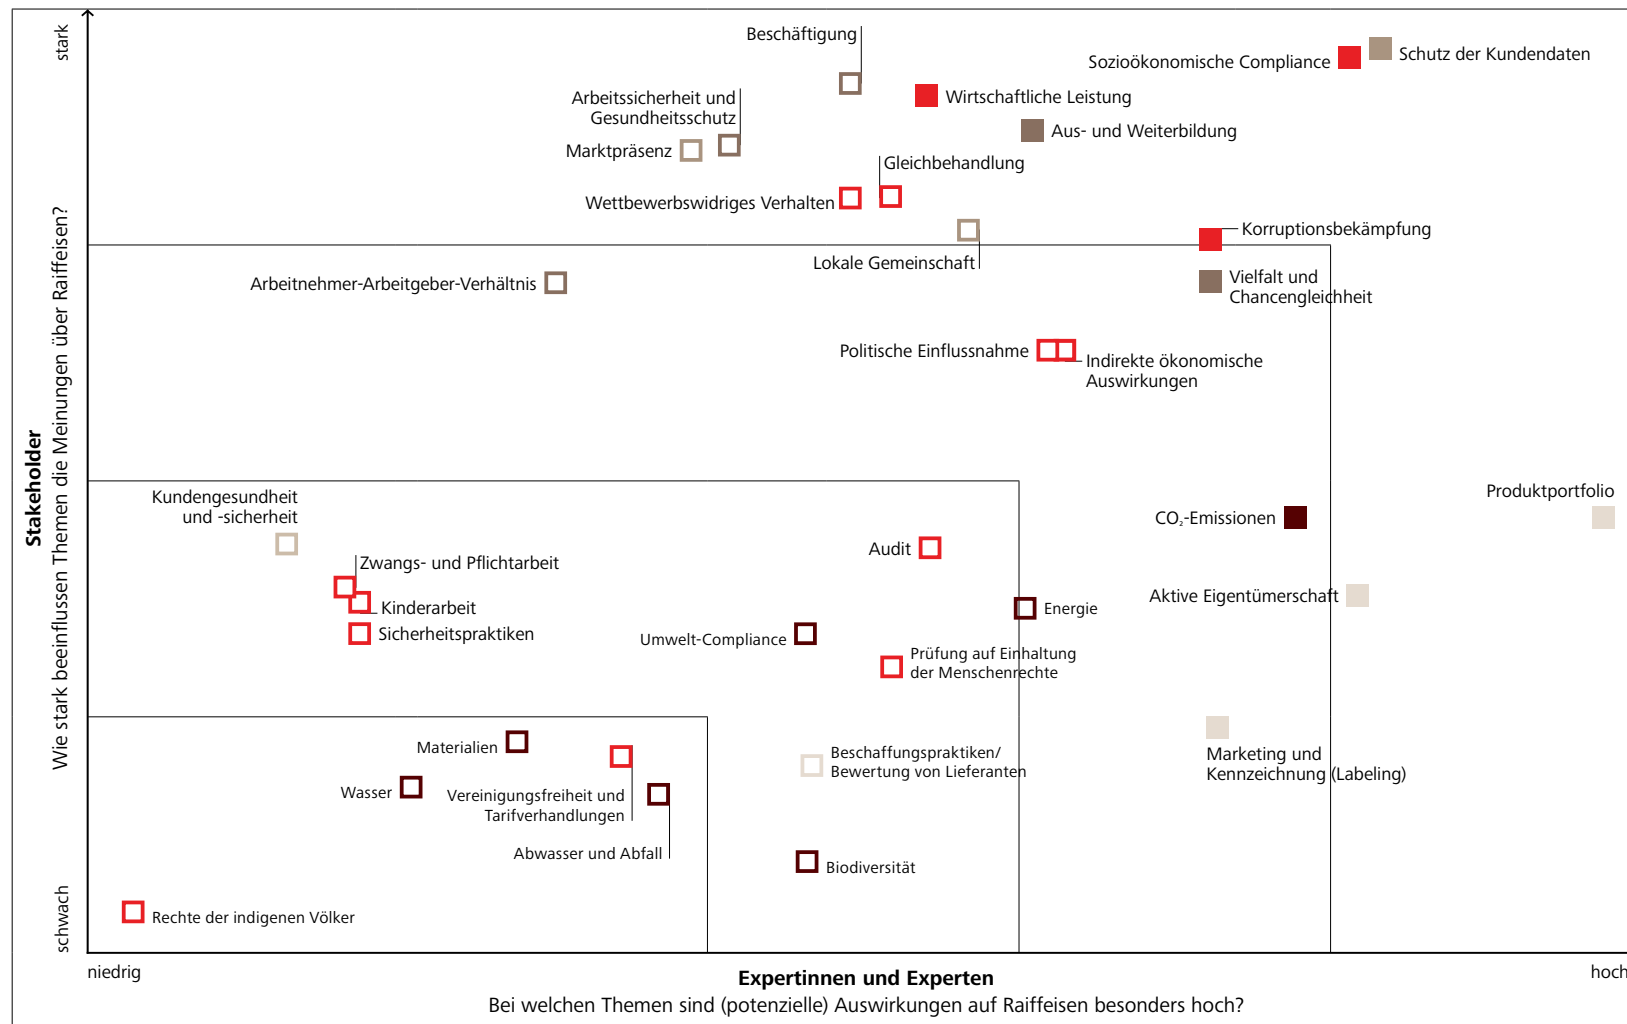 stark
Beschäftigung
Sozioökonomische Compliance
Schutz der Kundendaten
Arbeitssicherheit und
Gesundheitsschutz
Wirtschaftliche Leistung
Aus- und Weiterbildung
Marktpräsenz
Gleichbehandlung
Wettbewerbswidriges Verhalten
Korruptionsbekämpfung
Lokale Gemeinschaft
Arbeitnehmer-Arbeitgeber-Verhältnis
Vielfalt und
Chancengleichheit
Politische Einflussnahme
Indirekte ökonomische
Auswirkungen
Stakeholder
Wie stark beeinflussen Themen die Meinungen über Raiffeisen?
Kundengesundheit
und -sicherheit
Produktportfolio
CO₂-Emissionen
Audit
Zwangs- und Pflichtarbeit
Kinderarbeit
Sicherheitspraktiken
Aktive Eigentümerschaft
Energie
Umwelt-Compliance
Prüfung auf Einhaltung
der Menschenrechte
Materialien
Beschaffungspraktiken/
Bewertung von Lieferanten
Marketing und
Kennzeichnung (Labeling)
Wasser
Vereinigungsfreiheit und
Tarifverhandlungen
Abwasser und Abfall
Biodiversität
Rechte der indigenen Völker
schwach
niedrig
hoch
Expertinnen und Experten
Bei welchen Themen sind (potenzielle) Auswirkungen auf Raiffeisen besonders hoch?